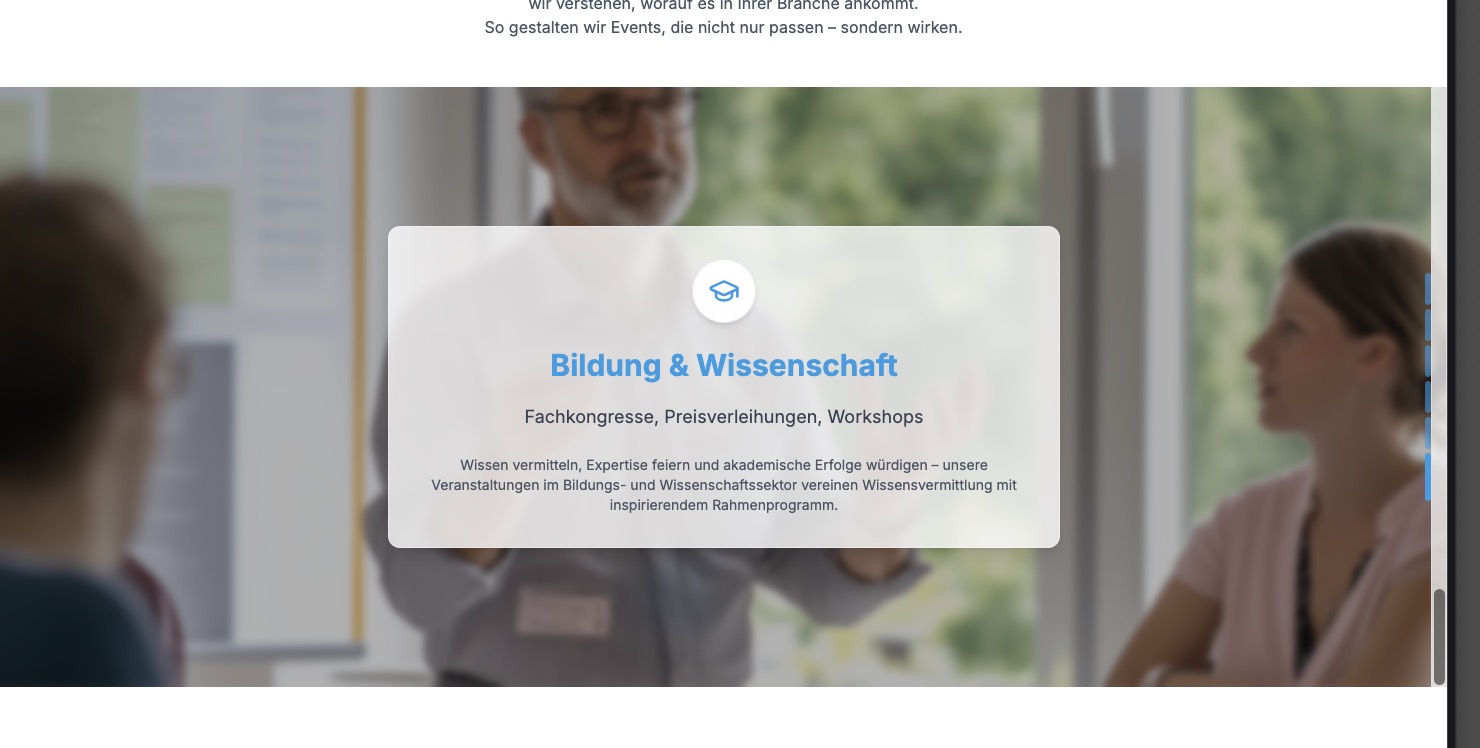 wir verstehen, worauf es in Ihrer Branche ankommt.
So gestalten wir Events, die nicht nur passen – sondern wirken.
Bildung & Wissenschaft
Fachkongresse, Preisverleihungen, Workshops
Wissen vermitteln, Expertise feiern und akademische Erfolge würdigen – unsere
Veranstaltungen im Bildungs- und Wissenschaftssektor vereinen Wissensvermittlung mit
inspirierendem Rahmenprogramm.